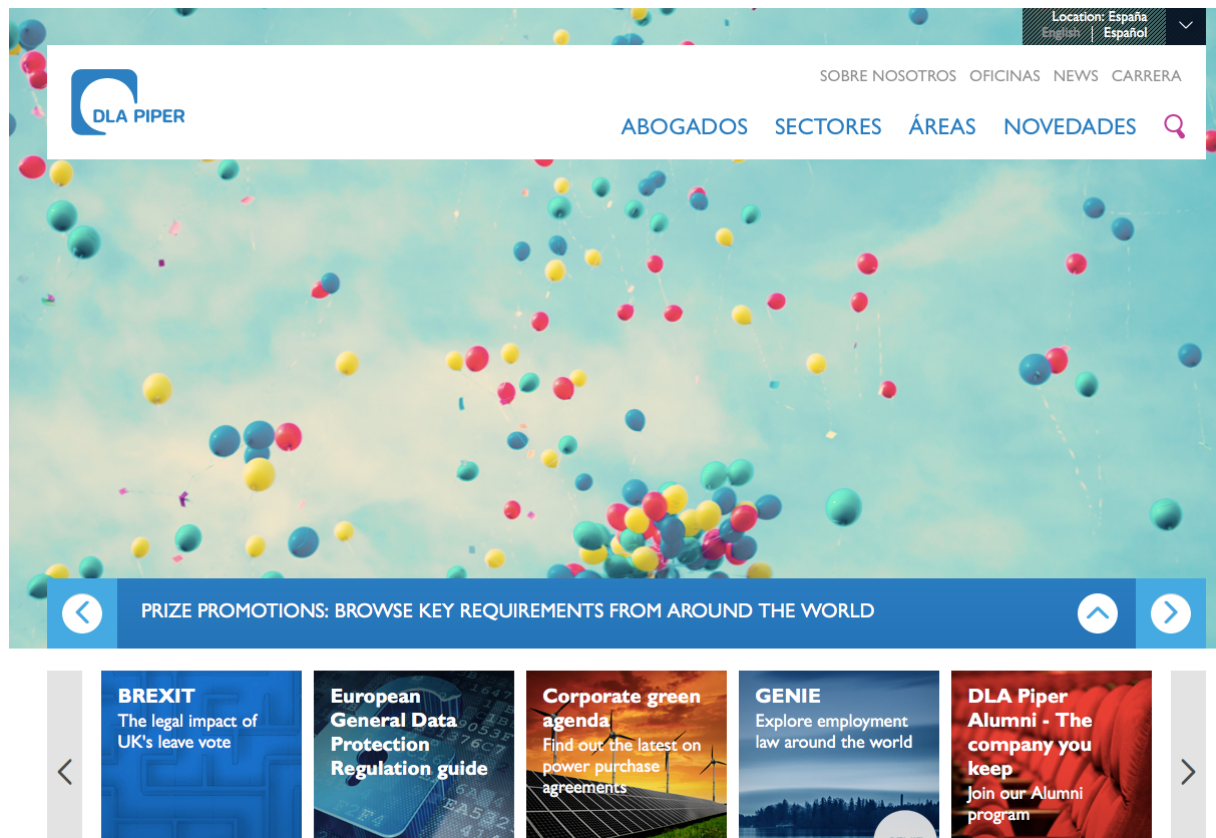 Location: España
English | Español
DLA PIPER
SOBRE NOSOTROS OFICINAS NEWS CARRERA
ABOGADOS SECTORES ÁREAS NOVEDADES
PRIZE PROMOTIONS: BROWSE KEY REQUIREMENTS FROM AROUND THE WORLD
BREXIT
The legal impact of
UK's leave vote
European
General Data
Protection
Regulation guide
Corporate green
agenda
Find out the latest on
power purchase
agreements
GENIE
Explore employment
law around the world
DLA Piper
Alumni - The
company you
keep
Join our Alumni
program